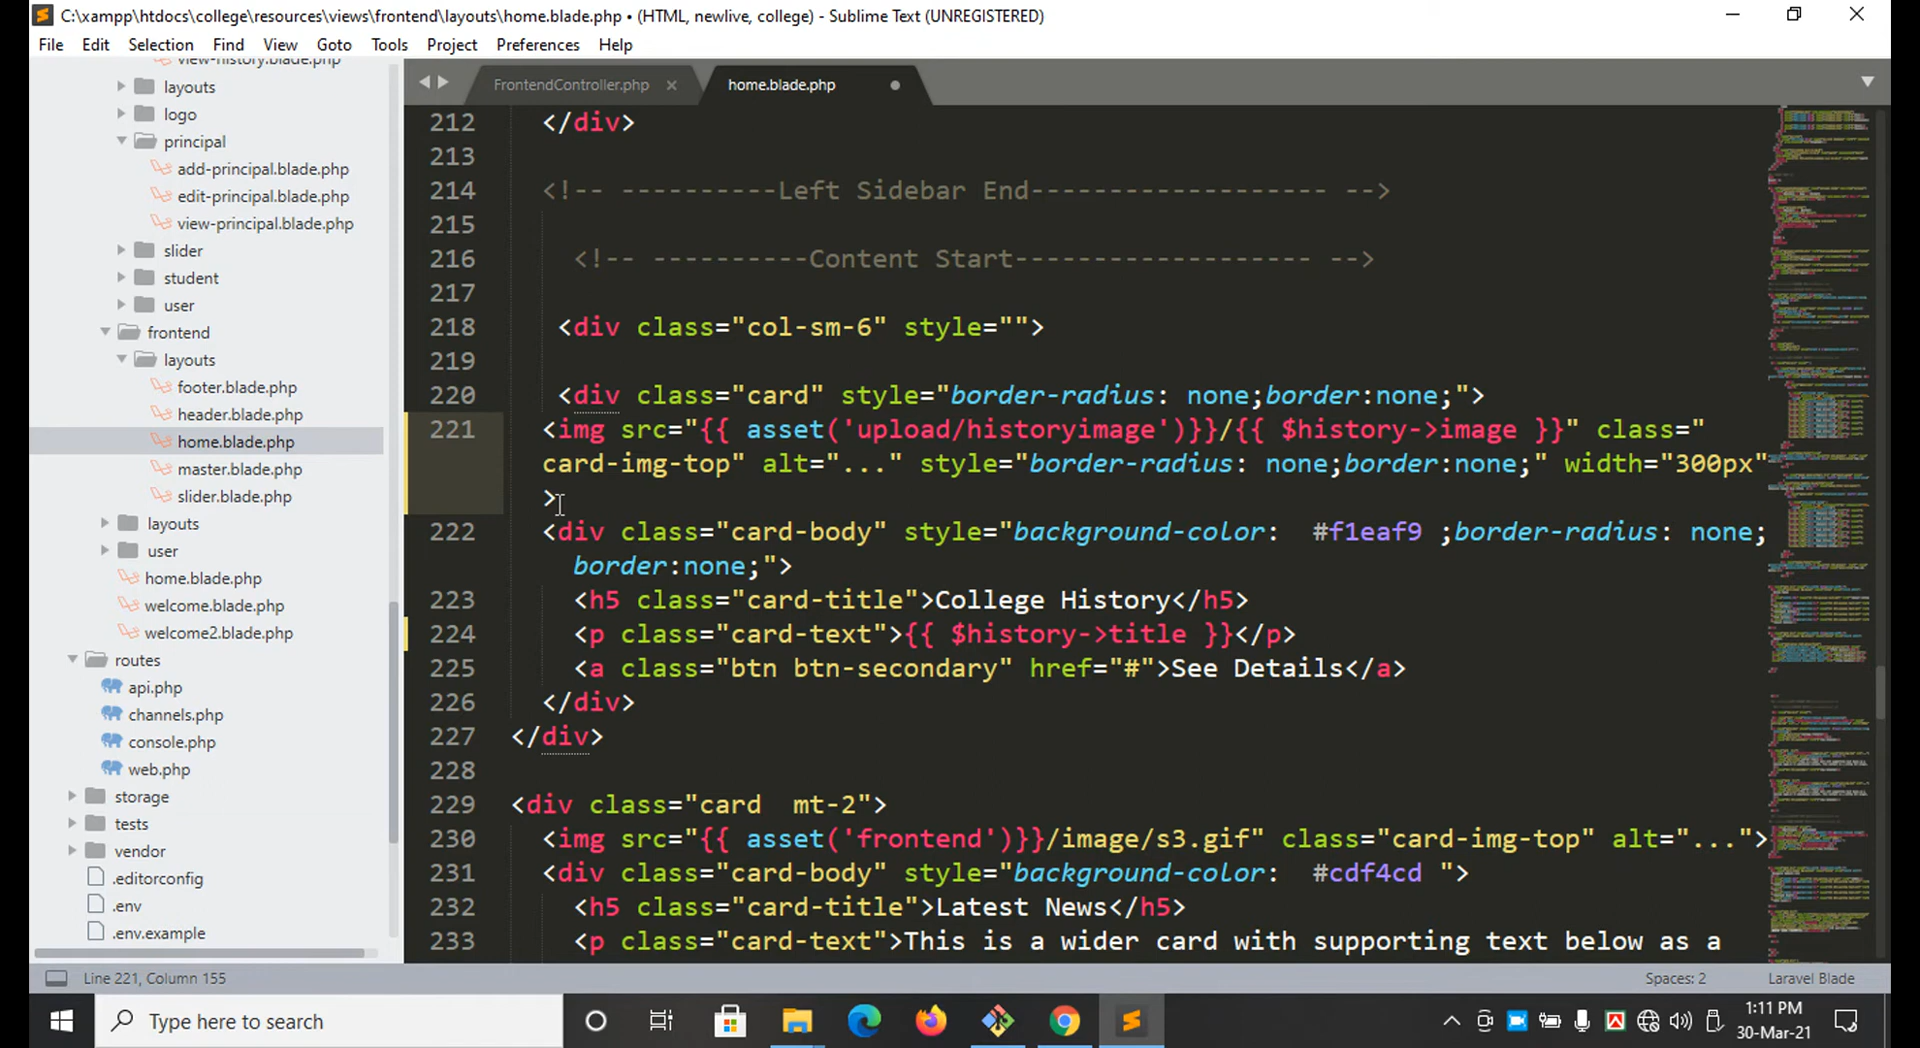 C:\xampp\htdocs\college\resources\views\frontend\layouts\home.blade.php • (HTML, newlive, college) - Sublime Text (UNREGISTERED)
File Edit Selection Find View Goto Tools Project Preferences Help
view-history.blade.php
layouts
logo
principal
add-principal.blade.php
edit-principal.blade.php
view-principal.blade.php
slider
student
user
frontend
layouts
footer.blade.php
header.blade.php
home.blade.php
master.blade.php
slider.blade.php
layouts
user
home.blade.php
welcome.blade.php
welcome2.blade.php
routes
api.php
channels.php
console.php
web.php
storage
tests
vendor
.editorconfig
.env
.env.example
FrontendController.php × home.blade.php
212 </div>
213
214 <!-- ----------Left Sidebar End------------------- -->
215
216 <!-- ----------Content Start------------------- -->
217
218 <div class="col-sm-6" style="">
219
220 <div class="card" style="border-radius: none;border:none;">
221 <img src="{{ asset('upload/historyimage')}}/{{ $history->image }}" class="
card-img-top" alt="..." style="border-radius: none;border:none;" width="300px"
>
222 <div class="card-body" style="background-color:  #f1eaf9 ;border-radius: none;
border:none;">
223 <h5 class="card-title">College History</h5>
224 <p class="card-text">{{ $history->title }}</p>
225 <a class="btn btn-secondary" href="#">See Details</a>
226 </div>
227 </div>
228
229 <div class="card  mt-2">
230 <img src="{{ asset('frontend')}}/image/s3.gif" class="card-img-top" alt="...">
231 <div class="card-body" style="background-color:  #cdf4cd ">
232 <h5 class="card-title">Latest News</h5>
233 <p class="card-text">This is a wider card with supporting text below as a
Line 221, Column 155 Spaces: 2 Laravel Blade
Type here to search
1:11 PM
30-Mar-21